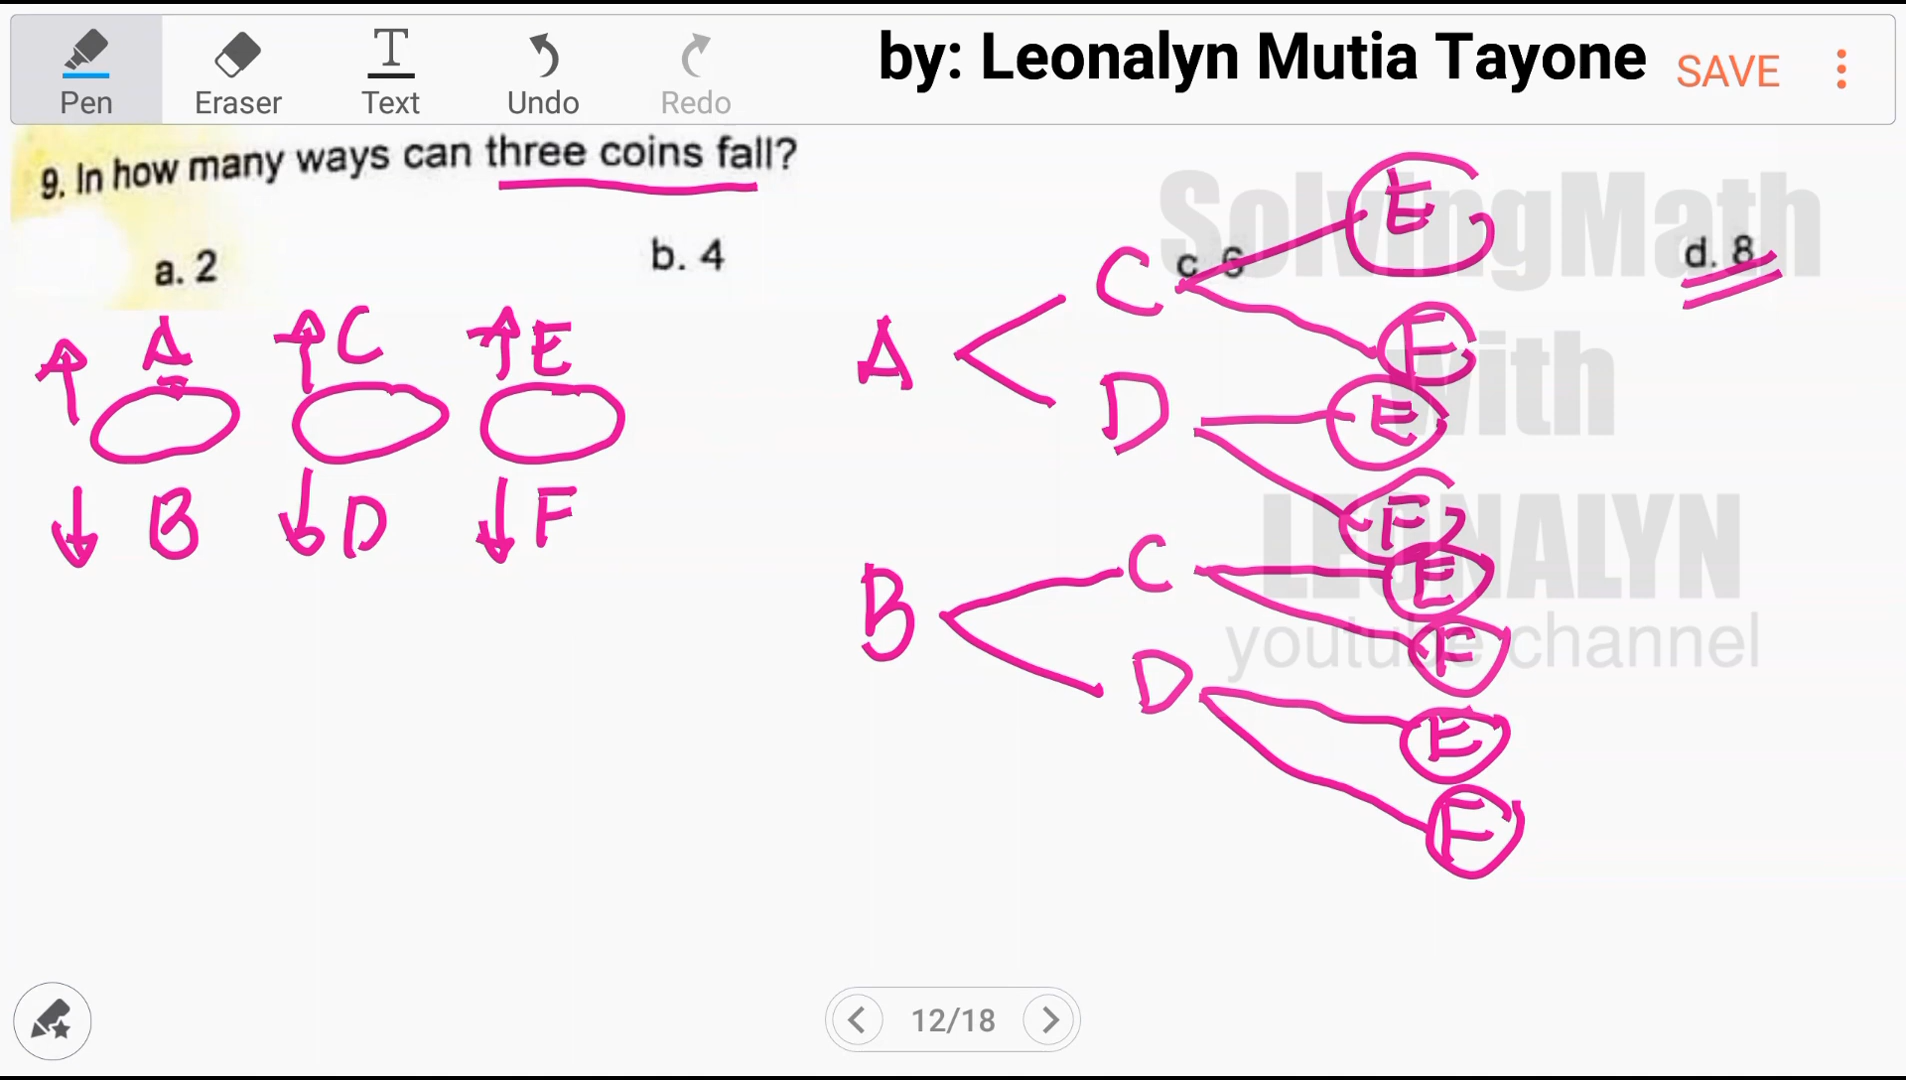 by: Leonalyn Mutia Tayone
SAVE
Pen
Eraser
Text
Undo
Redo
9. In how many ways can three coins fall?
a. 2
b. 4
c 6
d. 8
SolvingMath
with
LEONALYN
youtube channel
A C E
B D F
A
C
E
F
D
E
F
B
C
E
F
D
E
F
12/18